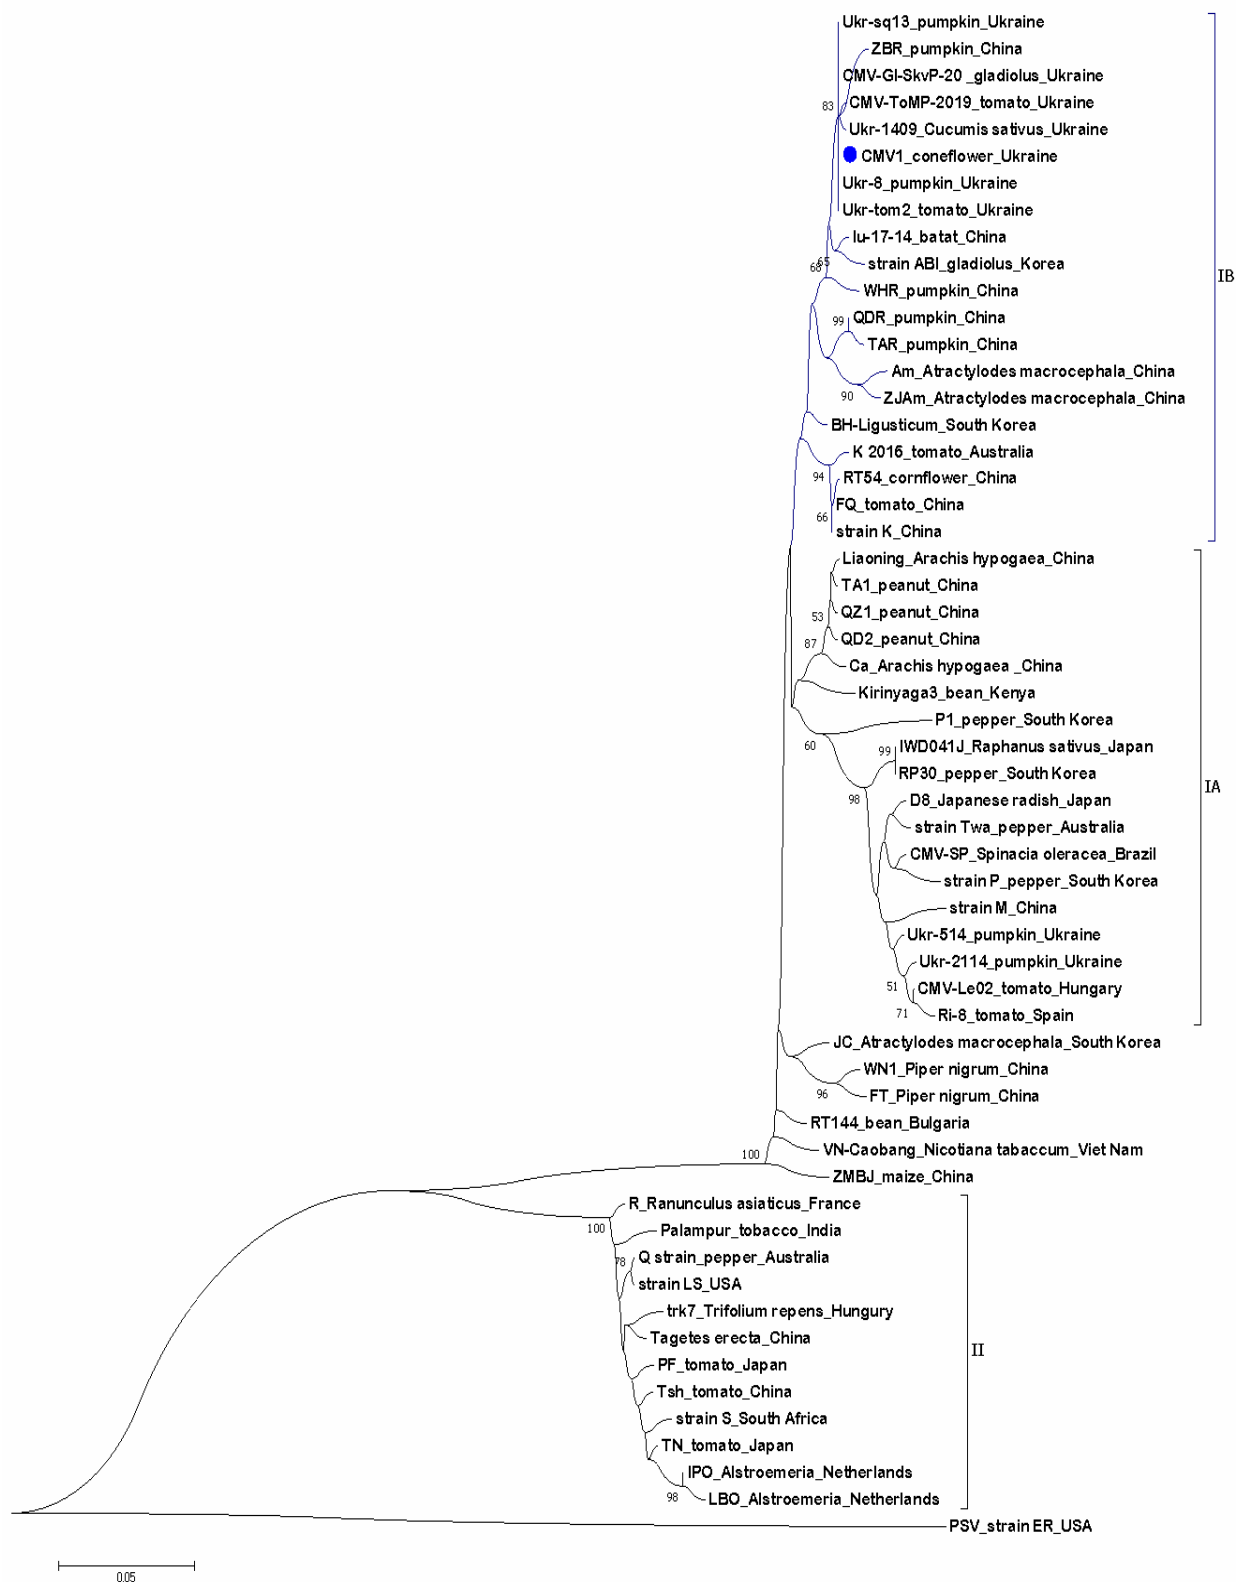 Ukr-sq13_pumpkin_Ukraine
ZBR_pumpkin_China
CMV-Gl-SkvP-20 _gladiolus_Ukraine
83
CMV-ToMP-2019_tomato_Ukraine
Ukr-1409_Cucumis sativus_Ukraine
CMV1_coneflower_Ukraine
Ukr-8_pumpkin_Ukraine
Ukr-tom2_tomato_Ukraine
lu-17-14_batat_China
65
68
strain ABI_gladiolus_Korea
IB
WHR_pumpkin_China
99
QDR_pumpkin_China
TAR_pumpkin_China
Am_Atractylodes macrocephala_China
90
ZJAm_Atractylodes macrocephala_China
BH-Ligusticum_South Korea
K 2016_tomato_Australia
94
RT54_cornflower_China
FQ_tomato_China
66
strain K_China
Liaoning_Arachis hypogaea_China
TA1_peanut_China
53
QZ1_peanut_China
QD2_peanut_China
87
Ca_Arachis hypogaea _China
Kirinyaga3_bean_Kenya
P1_pepper_South Korea
60
99
IWD041J_Raphanus sativus_Japan
RP30_pepper_South Korea
IA
98
D8_Japanese radish_Japan
strain Twa_pepper_Australia
CMV-SP_Spinacia oleracea_Brazil
strain P_pepper_South Korea
strain M_China
Ukr-514_pumpkin_Ukraine
Ukr-2114_pumpkin_Ukraine
51
CMV-Le02_tomato_Hungary
71
Ri-8_tomato_Spain
JC_Atractylodes macrocephala_South Korea
WN1_Piper nigrum_China
96
FT_Piper nigrum_China
RT144_bean_Bulgaria
VN-Caobang_Nicotiana tabaccum_Viet Nam
100
ZMBJ_maize_China
R_Ranunculus asiaticus_France
100
Palampur_tobacco_India
78
Q strain_pepper_Australia
strain LS_USA
trk7_Trifolium repens_Hungury
Tagetes erecta_China
II
PF_tomato_Japan
Tsh_tomato_China
strain S_South Africa
TN_tomato_Japan
IPO_Alstroemeria_Netherlands
98
LBO_Alstroemeria_Netherlands
PSV_strain ER_USA
0.05